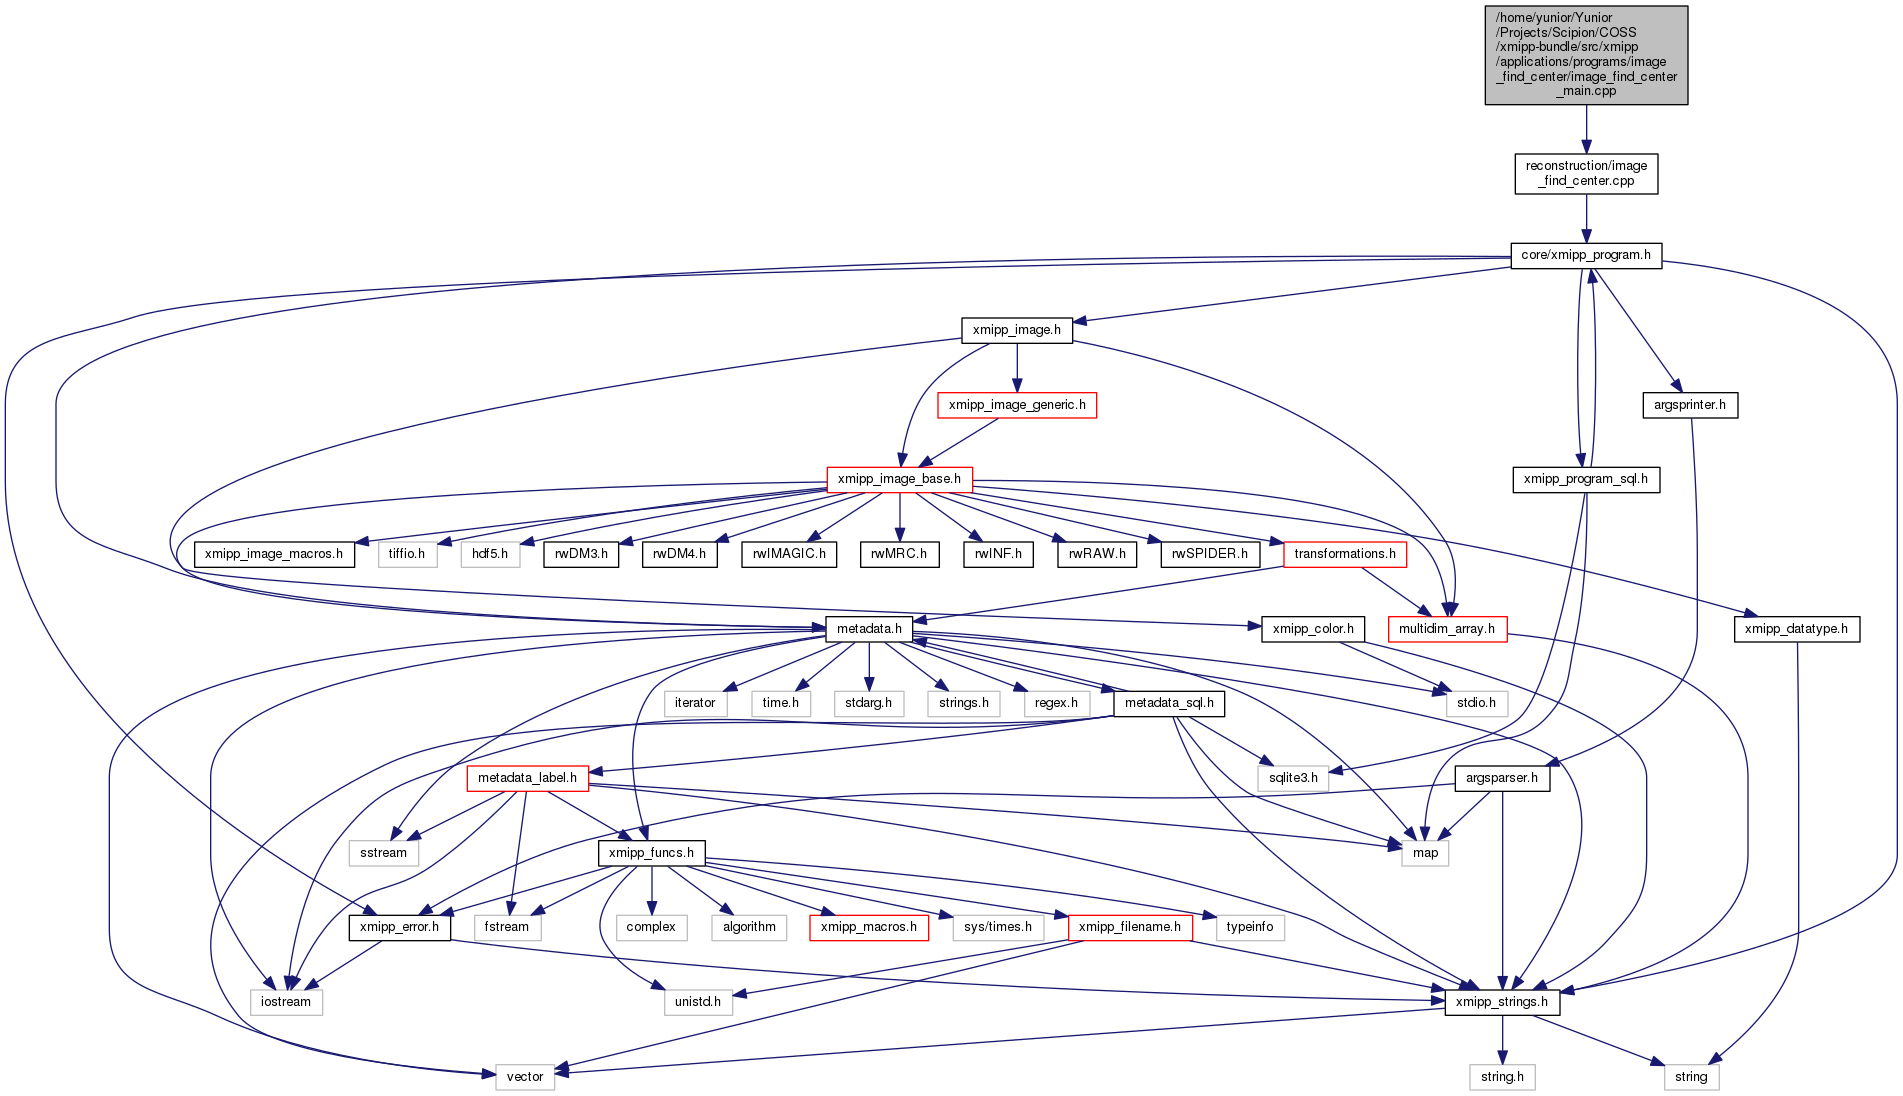 /home/yunior/Yunior
/Projects/Scipion/COSS
/xmipp-bundle/src/xmipp
/applications/programs/image
_find_center/image_find_center
_main.cpp
reconstruction/image
_find_center.cpp
core/xmipp_program.h
xmipp_image.h
xmipp_image_generic.h
argsprinter.h
xmipp_image_base.h
xmipp_program_sql.h
xmipp_image_macros.h
tiffio.h
hdf5.h
rwDM3.h
rwDM4.h
rwIMAGIC.h
rwMRC.h
rwINF.h
rwRAW.h
rwSPIDER.h
transformations.h
metadata.h
xmipp_color.h
multidim_array.h
xmipp_datatype.h
iterator
time.h
stdarg.h
strings.h
regex.h
metadata_sql.h
stdio.h
metadata_label.h
sqlite3.h
argsparser.h
sstream
xmipp_funcs.h
map
xmipp_error.h
fstream
complex
algorithm
xmipp_macros.h
sys/times.h
xmipp_filename.h
typeinfo
iostream
unistd.h
xmipp_strings.h
vector
string.h
string